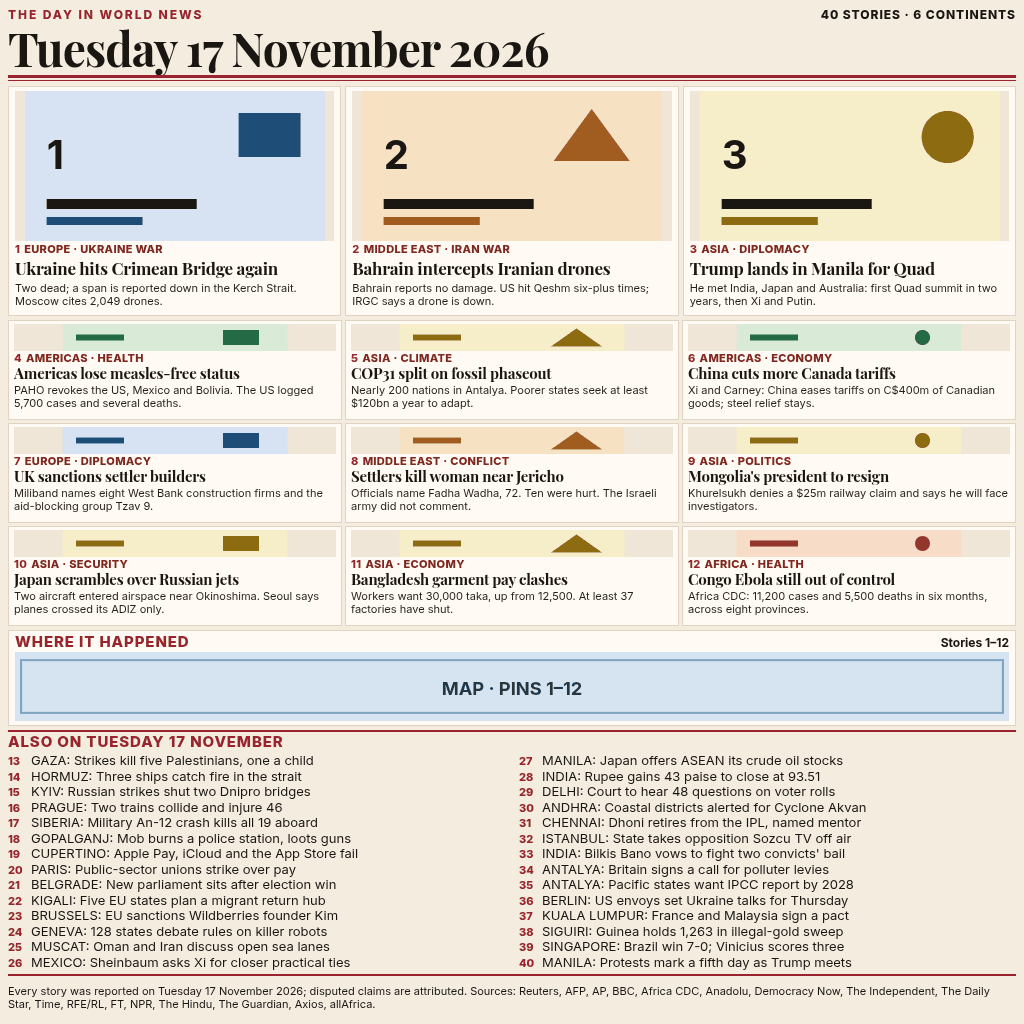 THE DAY IN WORLD NEWS
40 STORIES · 6 CONTINENTS
Tuesday 17 November 2026
1
2
3
1 EUROPE · UKRAINE WAR
Ukraine hits Crimean Bridge again
Two dead; a span is reported down in the Kerch Strait.
Moscow cites 2,049 drones.
2 MIDDLE EAST · IRAN WAR
Bahrain intercepts Iranian drones
Bahrain reports no damage. US hit Qeshm six-plus times;
IRGC says a drone is down.
3 ASIA · DIPLOMACY
Trump lands in Manila for Quad
He met India, Japan and Australia: first Quad summit in two
years, then Xi and Putin.
4 AMERICAS · HEALTH
Americas lose measles-free status
PAHO revokes the US, Mexico and Bolivia. The US logged
5,700 cases and several deaths.
5 ASIA · CLIMATE
COP31 split on fossil phaseout
Nearly 200 nations in Antalya. Poorer states seek at least
$120bn a year to adapt.
6 AMERICAS · ECONOMY
China cuts more Canada tariffs
Xi and Carney: China eases tariffs on C$400m of Canadian
goods; steel relief stays.
7 EUROPE · DIPLOMACY
UK sanctions settler builders
Miliband names eight West Bank construction firms and the
aid-blocking group Tzav 9.
8 MIDDLE EAST · CONFLICT
Settlers kill woman near Jericho
Officials name Fadha Wadha, 72. Ten were hurt. The Israeli
army did not comment.
9 ASIA · POLITICS
Mongolia's president to resign
Khurelsukh denies a $25m railway claim and says he will face
investigators.
10 ASIA · SECURITY
Japan scrambles over Russian jets
Two aircraft entered airspace near Okinoshima. Seoul says
planes crossed its ADIZ only.
11 ASIA · ECONOMY
Bangladesh garment pay clashes
Workers want 30,000 taka, up from 12,500. At least 37
factories have shut.
12 AFRICA · HEALTH
Congo Ebola still out of control
Africa CDC: 11,200 cases and 5,500 deaths in six months,
across eight provinces.
WHERE IT HAPPENED
Stories 1–12
MAP · PINS 1–12
ALSO ON TUESDAY 17 NOVEMBER
13 GAZA: Strikes kill five Palestinians, one a child
14 HORMUZ: Three ships catch fire in the strait
15 KYIV: Russian strikes shut two Dnipro bridges
16 PRAGUE: Two trains collide and injure 46
17 SIBERIA: Military An-12 crash kills all 19 aboard
18 GOPALGANJ: Mob burns a police station, loots guns
19 CUPERTINO: Apple Pay, iCloud and the App Store fail
20 PARIS: Public-sector unions strike over pay
21 BELGRADE: New parliament sits after election win
22 KIGALI: Five EU states plan a migrant return hub
23 BRUSSELS: EU sanctions Wildberries founder Kim
24 GENEVA: 128 states debate rules on killer robots
25 MUSCAT: Oman and Iran discuss open sea lanes
26 MEXICO: Sheinbaum asks Xi for closer practical ties
27 MANILA: Japan offers ASEAN its crude oil stocks
28 INDIA: Rupee gains 43 paise to close at 93.51
29 DELHI: Court to hear 48 questions on voter rolls
30 ANDHRA: Coastal districts alerted for Cyclone Akvan
31 CHENNAI: Dhoni retires from the IPL, named mentor
32 ISTANBUL: State takes opposition Sozcu TV off air
33 INDIA: Bilkis Bano vows to fight two convicts' bail
34 ANTALYA: Britain signs a call for polluter levies
35 ANTALYA: Pacific states want IPCC report by 2028
36 BERLIN: US envoys set Ukraine talks for Thursday
37 KUALA LUMPUR: France and Malaysia sign a pact
38 SIGUIRI: Guinea holds 1,263 in illegal-gold sweep
39 SINGAPORE: Brazil win 7-0; Vinicius scores three
40 MANILA: Protests mark a fifth day as Trump meets
Every story was reported on Tuesday 17 November 2026; disputed claims are attributed. Sources: Reuters, AFP, AP, BBC, Africa CDC, Anadolu, Democracy Now, The Independent, The Daily
Star, Time, RFE/RL, FT, NPR, The Hindu, The Guardian, Axios, allAfrica.